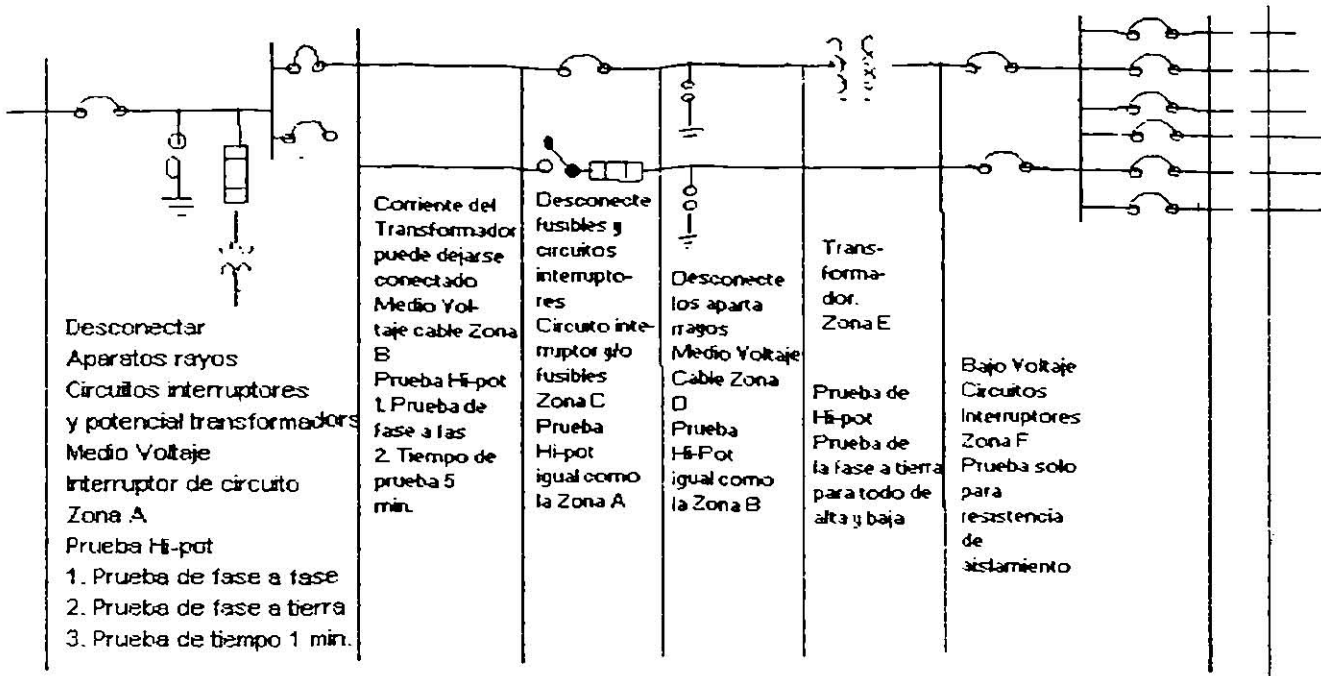 Desconectar
Aparatos rayos
Circuitos interruptores
y potencial transformadors
Medio Voltaje
Interruptor de circuito
Zona A
Prueba Hi-pot
1. Prueba de fase a fase
2. Prueba de fase a tierra
3. Prueba de tiempo 1 min.
Corriente del
Transformador
puede dejarse
conectado
Medio Vol-
taje cable Zona
B
Prueba Hi-pot
1. Prueba de
fase a las
2. Tiempo de
prueba 5
min.
Desconecte
fusibles y
circuitos
interrupto-
res
Circuito inte-
rruptor y/o
fusibles
Zona C
Prueba
Hi-pot
igual como
la Zona A
Desconecte
los aparta
rrayos
Medio Voltaje
Cable Zona
D
Prueba
Hi-Pot
igual como
la Zona B
Trans-
forma-
dor.
Zona E
Prueba de
Hi-pot
Prueba de
la fase a tierra
para todo de
alta y baja
Bajo Voltaje
Circuitos
Interruptores
Zona F
Prueba solo
para
resistencia
de
aislamiento